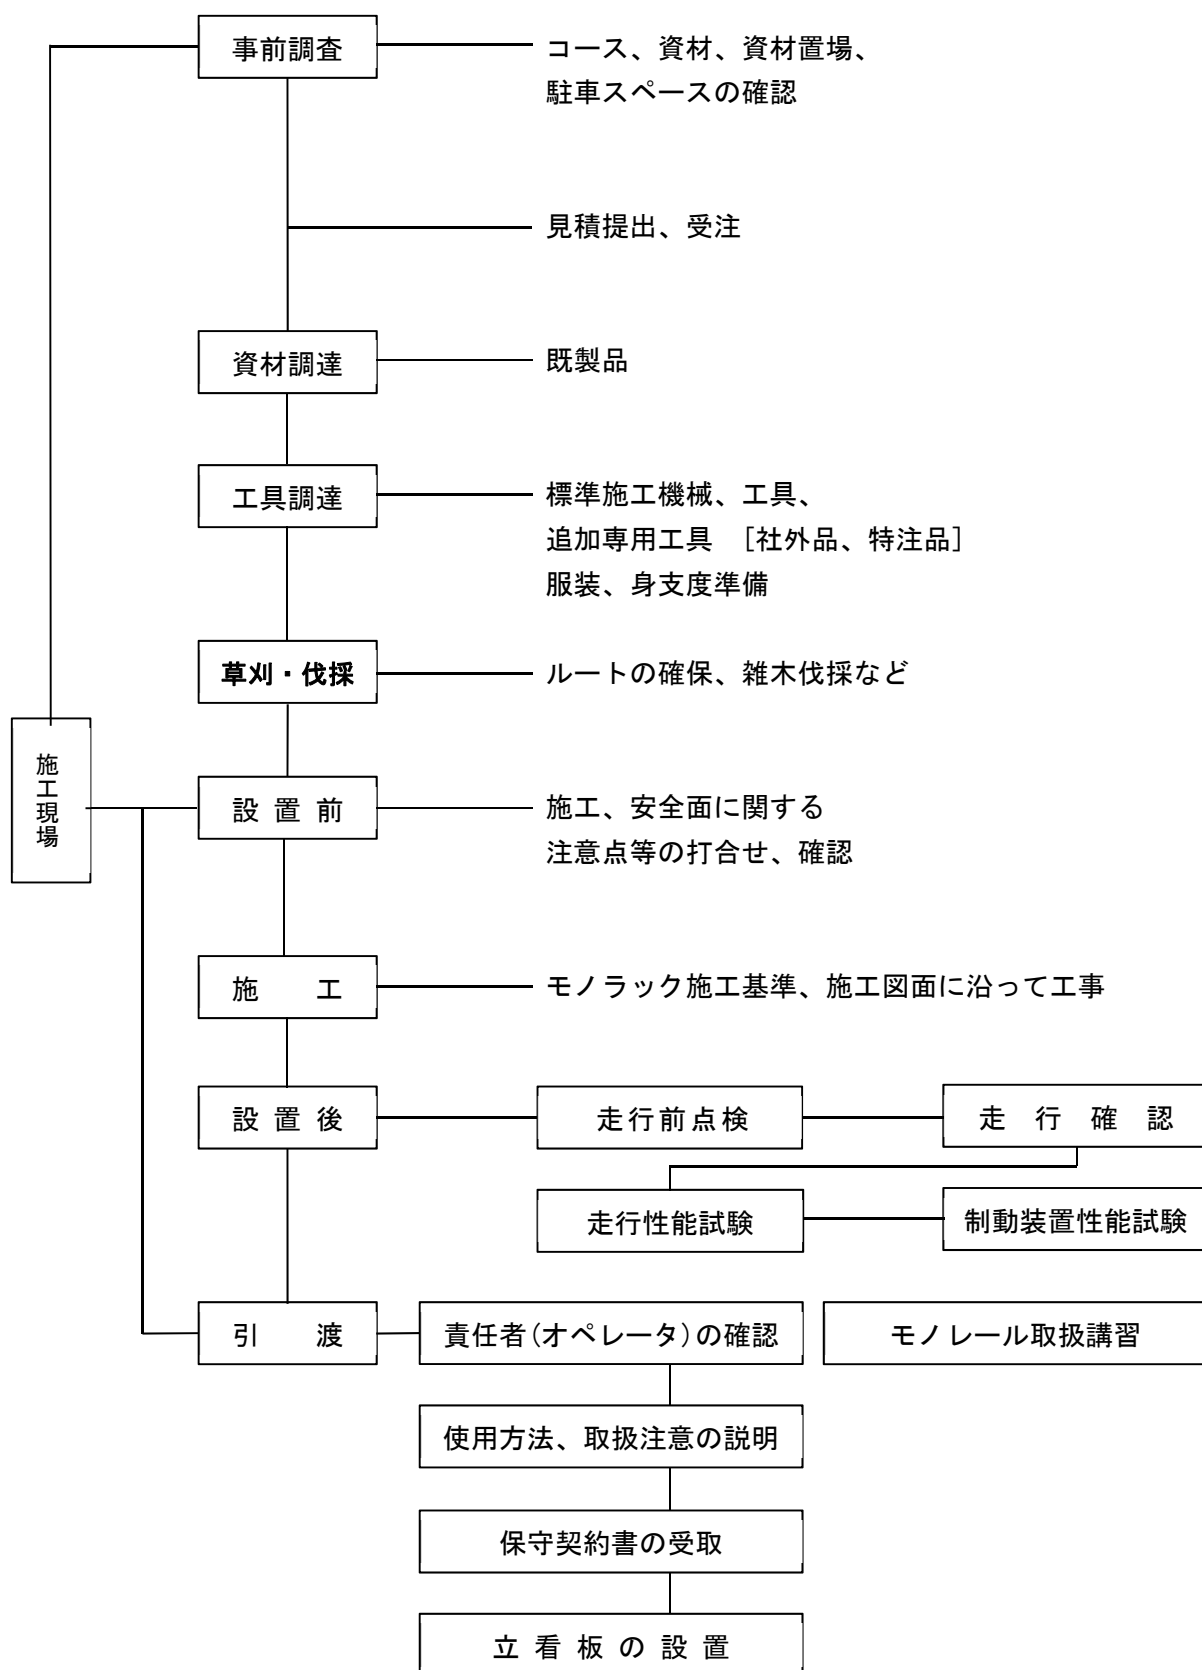 事前調査
コース、資材、資材置場、
駐車スペースの確認
見積提出、受注
資材調達
既製品
工具調達
標準施工機械、工具、
追加専用工具 [社外品、特注品]
服装、身支度準備
草刈・伐採
ルートの確保、雑木伐採など
施工現場
設置前
施工、安全面に関する
注意点等の打合せ、確認
施工
モノラック施工基準、施工図面に沿って工事
設置後
走行前点検
走行確認
走行性能試験
制動装置性能試験
引渡
責任者(オペレータ)の確認
モノレール取扱講習
使用方法、取扱注意の説明
保守契約書の受取
立看板の設置